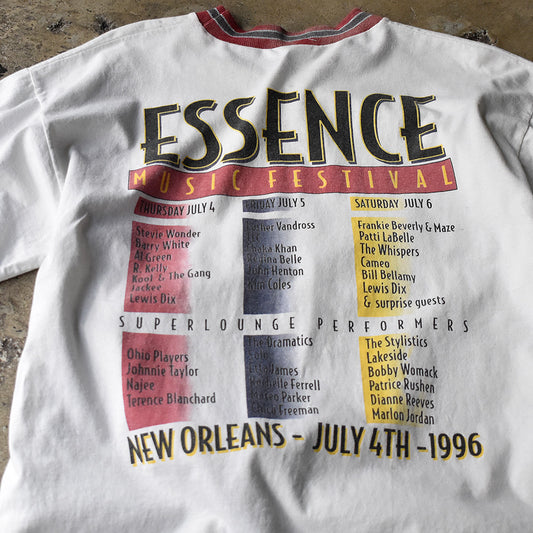 ESSENCE
MUSIC FESTIVAL
THURSDAY JULY 4
Stevie Wonder
Barry White
Al Green
R. Kelly
Kool & The Gang
Jackee
Lewis Dix
FRIDAY JULY 5
Luther Vandross
Chaka Khan
Regina Belle
John Henton
Kim Coles
SATURDAY JULY 6
Frankie Beverly & Maze
Patti LaBelle
The Whispers
Cameo
Bill Bellamy
Lewis Dix
& surprise guests
SUPERLOUNGE PERFORMERS
Ohio Players
Johnnie Taylor
Najee
Terence Blanchard
The Dramatics
Solo
Etta James
Rachelle Ferrell
Maceo Parker
Freeman
The Stylistics
Lakeside
Bobby Womack
Patrice Rushen
Dianne Reeves
Marlon Jordan
NEW ORLEANS - JULY 4TH -1996